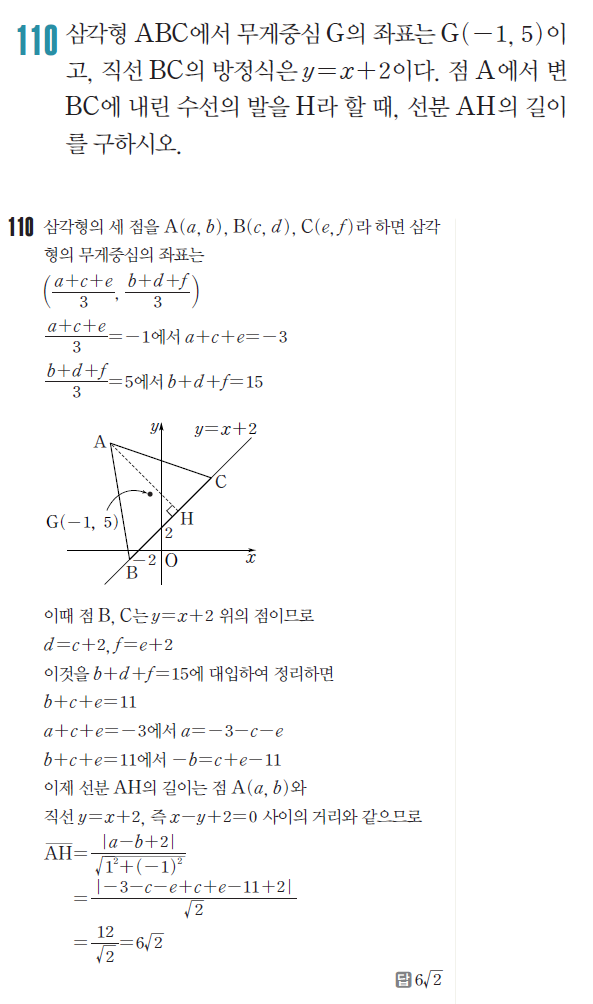 110 삼각형 ABC에서 무게중심 G의 좌표는 G(−1, 5)이
고, 직선 BC의 방정식은 y=x+2이다. 점 A에서 변
BC에 내린 수선의 발을 H라 할 때, 선분 AH의 길이
를 구하시오.
110 삼각형의 세 점을 A(a, b), B(c, d), C(e, f)라 하면 삼각
형의 무게중심의 좌표는
((a+c+e)/3, (b+d+f)/3)
(a+c+e)/3=−1에서 a+c+e=−3
(b+d+f)/3=5에서 b+d+f=15
y y=x+2
A
C
G(−1, 5) H
2
−2 O x
B
이때 점 B, C는 y=x+2 위의 점이므로
d=c+2, f=e+2
이것을 b+d+f=15에 대입하여 정리하면
b+c+e=11
a+c+e=−3에서 a=−3−c−e
b+c+e=11에서 −b=c+e−11
이제 선분 AH의 길이는 점 A(a, b)와
직선 y=x+2, 즉 x−y+2=0 사이의 거리와 같으므로
A͞H͞=|a−b+2|/√(1²+(−1)²)
=|−3−c−e+c+e−11+2|/√2
=12/√2=6√2
답 6√2